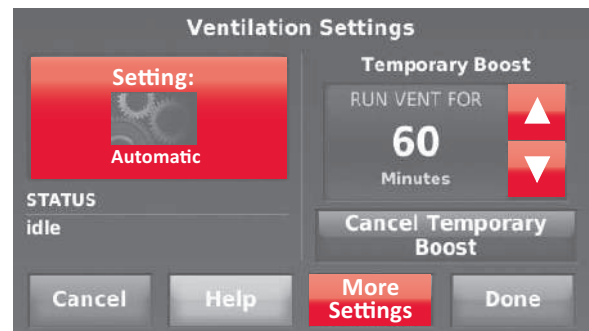 Ventilation Settings
Setting:
Automatic
STATUS
idle
Temporary Boost
RUN VENT FOR
60
Minutes
Cancel Temporary
Boost
Cancel
Help
More
Settings
Done